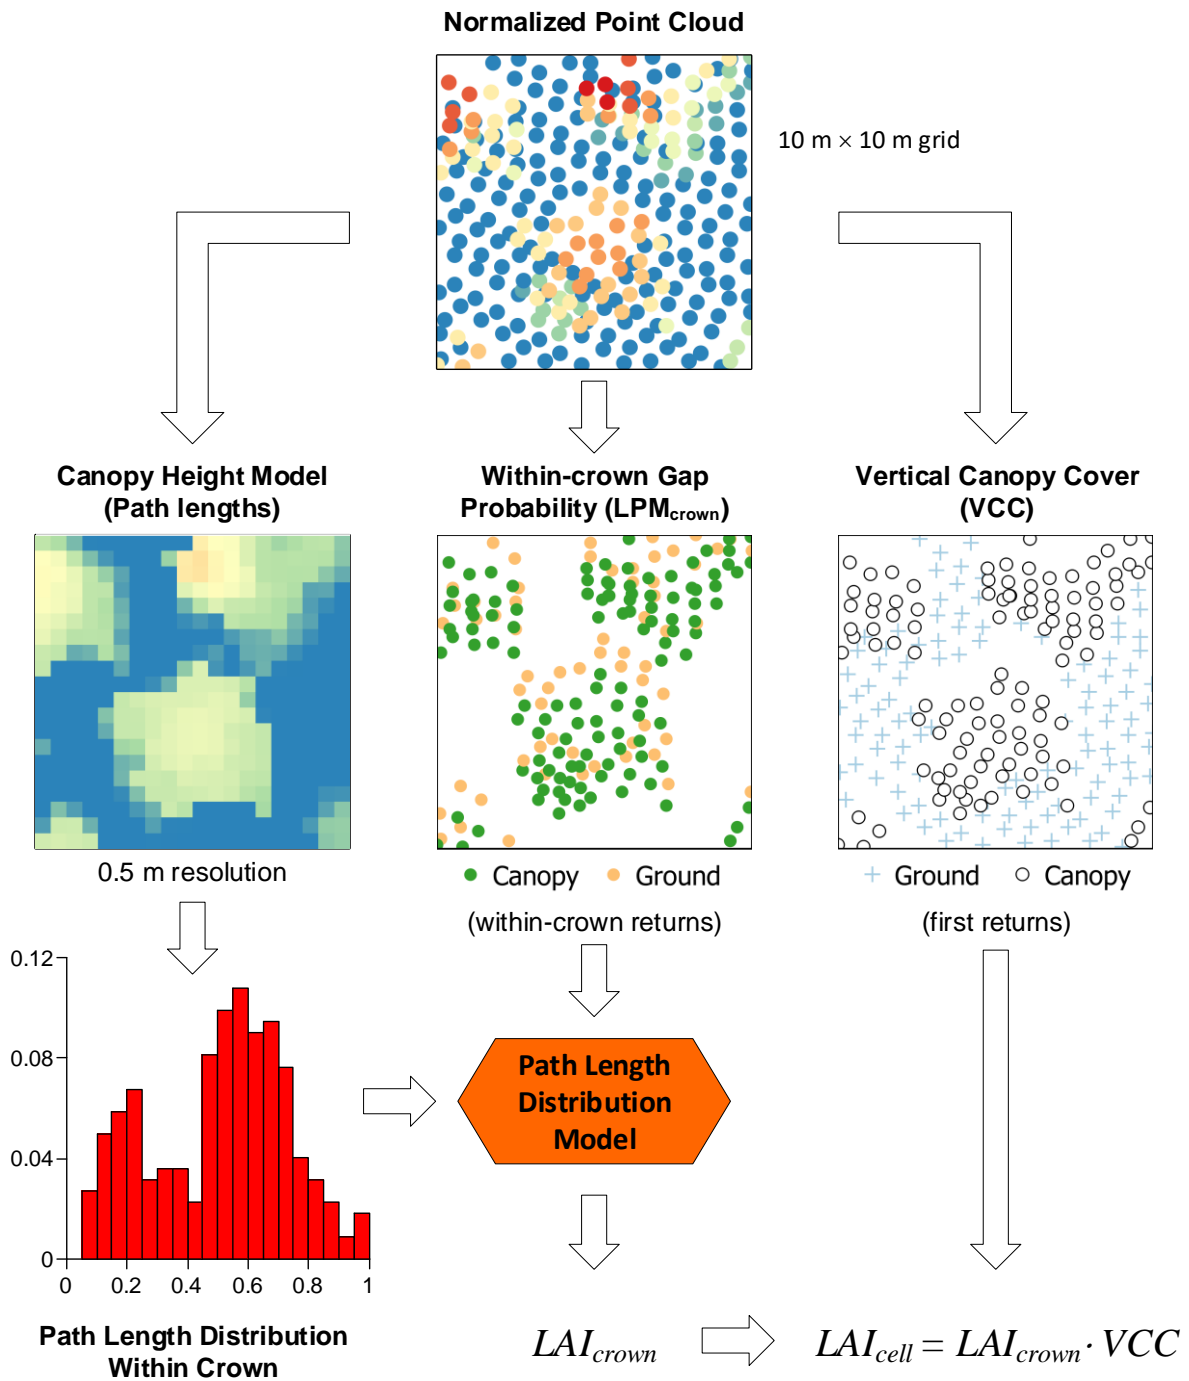 Normalized Point Cloud
10 m × 10 m grid
Canopy Height Model
(Path lengths)
Within-crown Gap
Probability (LPMcrown)
Vertical Canopy Cover
(VCC)
0.5 m resolution
Canopy Ground
(within-crown returns)
Ground Canopy
(first returns)
0.12
0.08
0.04
0
0 0.2 0.4 0.6 0.8 1
Path Length Distribution
Within Crown
Path Length
Distribution
Model
LAIcrown
LAIcell = LAIcrown · VCC